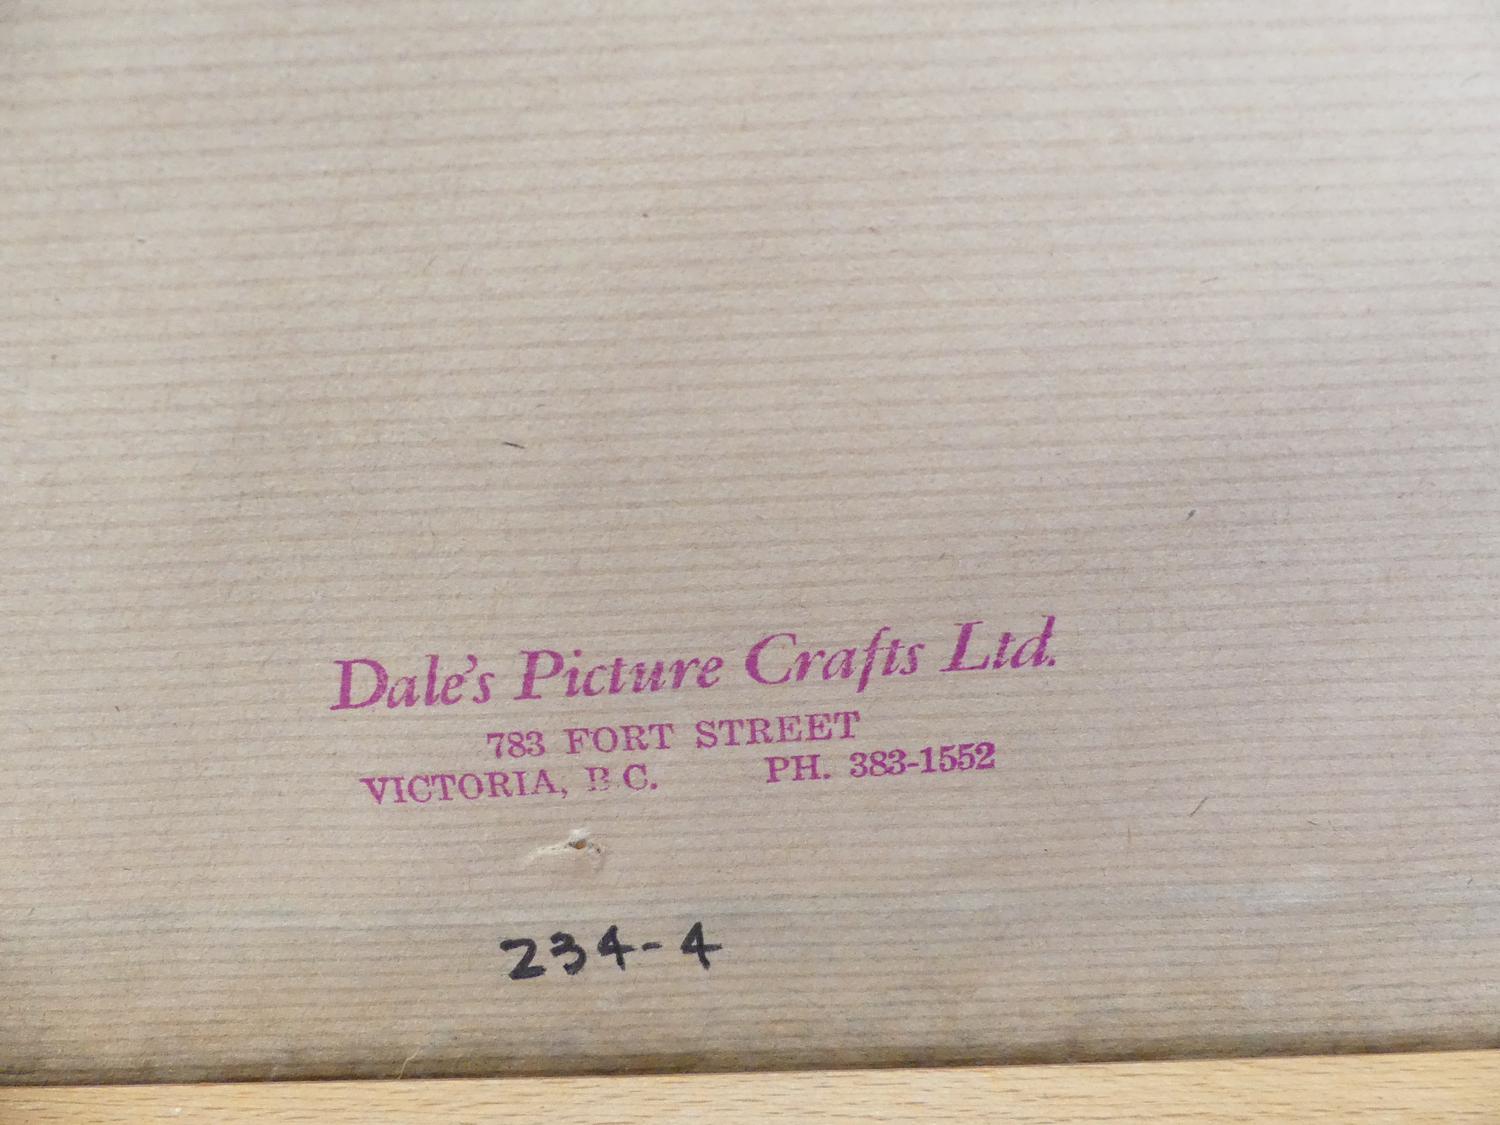 Dale's Picture Crafts Ltd.
783 FORT STREET
VICTORIA, B.C. PH. 383-1552
234-4